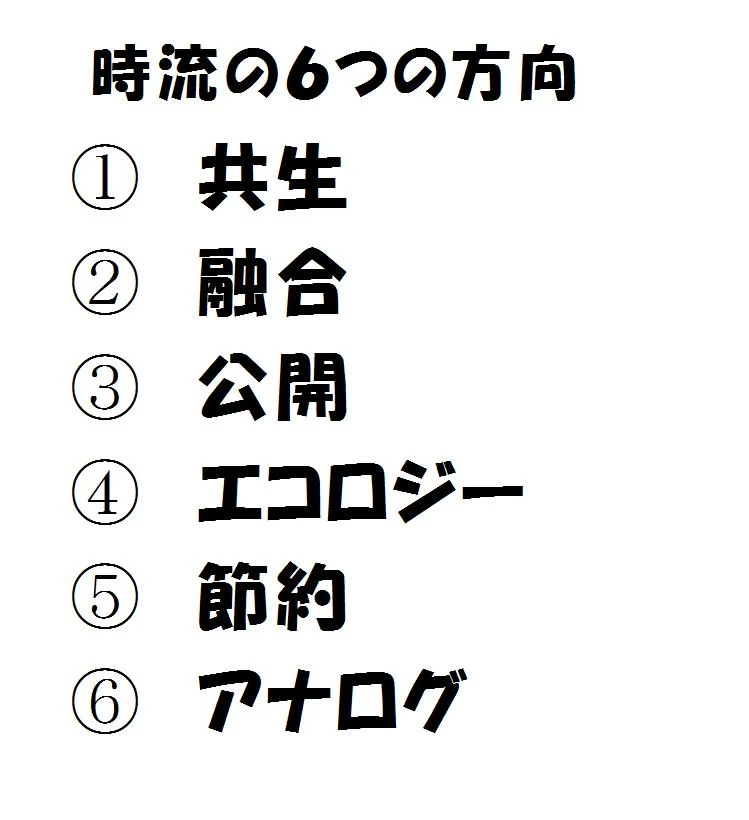 時流の6つの方向
① 共生
② 融合
③ 公開
④ エコロジー
⑤ 節約
⑥ アナログ